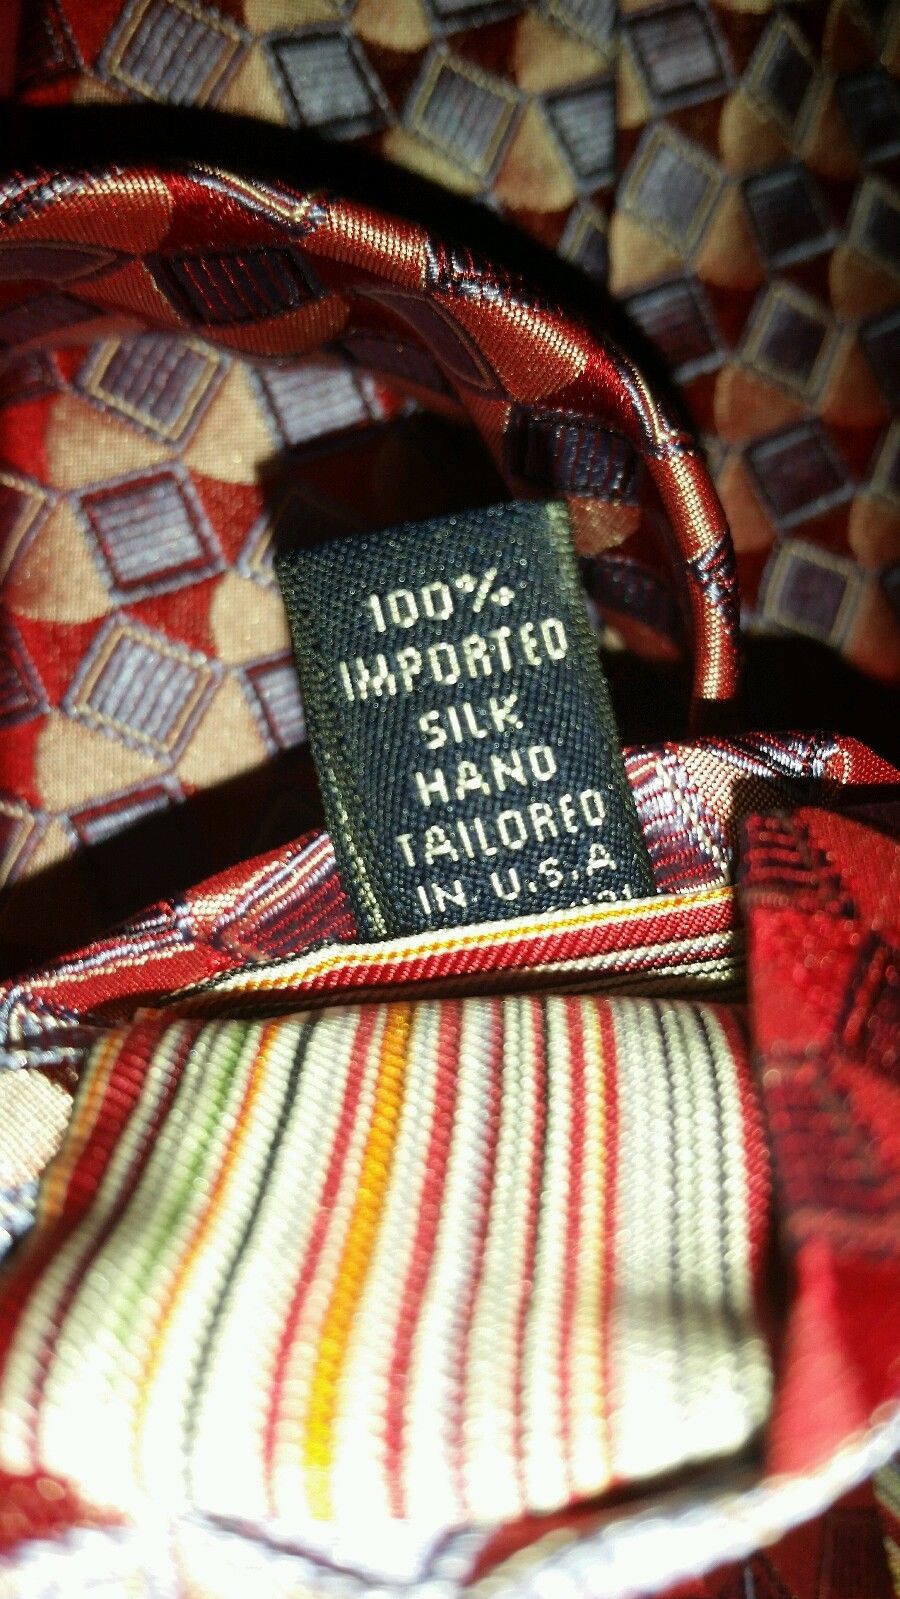 100%
IMPORTED
SILK
HAND
TAILORED
IN U.S.A